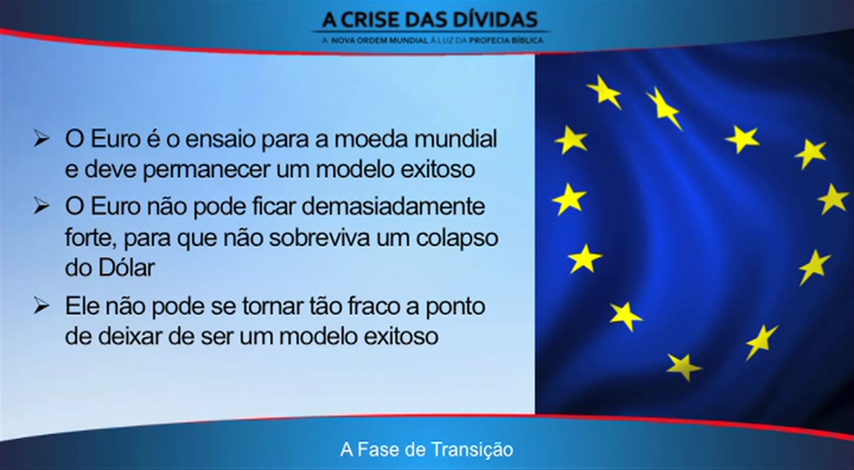 A CRISE DAS DÍVIDAS
A NOVA ORDEM MUNDIAL À LUZ DA PROFECIA BÍBLICA
➢ O Euro é o ensaio para a moeda mundial
e deve permanecer um modelo exitoso
➢ O Euro não pode ficar demasiadamente
forte, para que não sobreviva um colapso
do Dólar
➢ Ele não pode se tornar tão fraco a ponto
de deixar de ser um modelo exitoso
A Fase de Transição